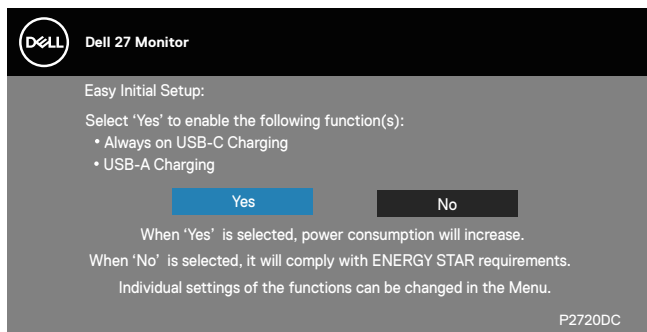 DELL
Dell 27 Monitor
Easy Initial Setup:
Select ‘Yes’ to enable the following function(s):
• Always on USB-C Charging
• USB-A Charging
Yes No
When ‘Yes’ is selected, power consumption will increase.
When ‘No’ is selected, it will comply with ENERGY STAR requirements.
Individual settings of the functions can be changed in the Menu.
P2720DC